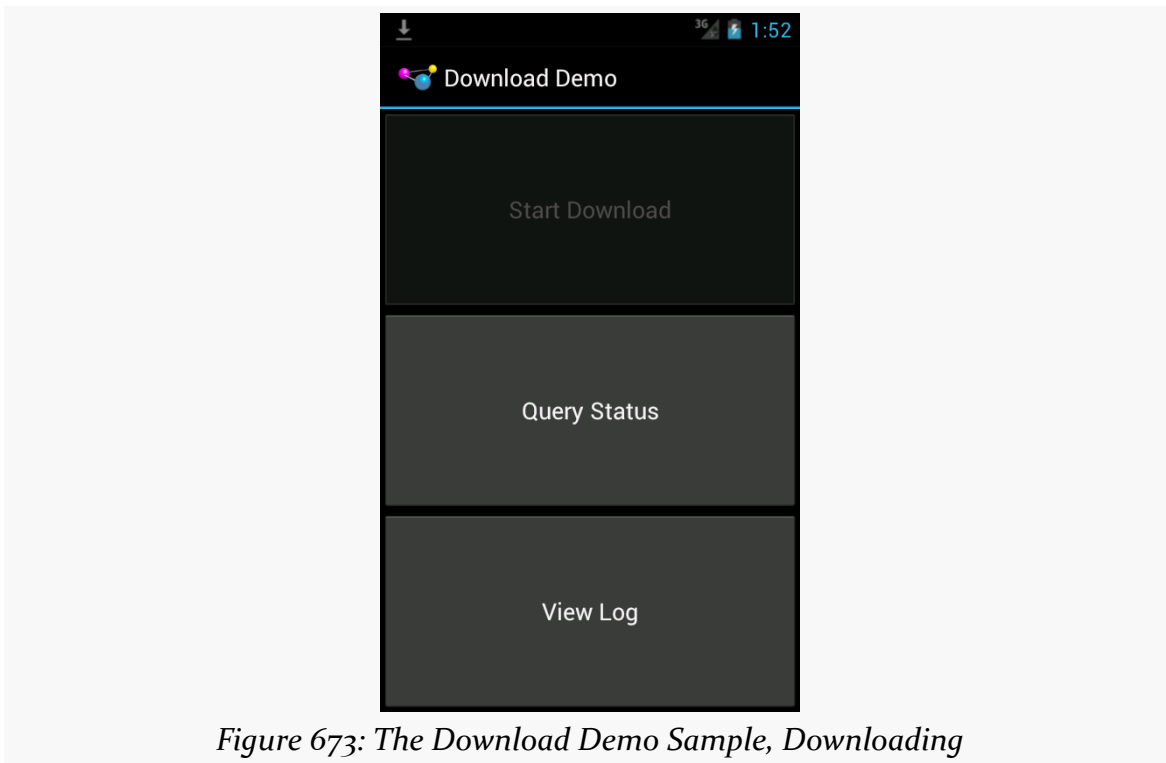 3G 1:52
Download Demo
Start Download
Query Status
View Log
Figure 673: The Download Demo Sample, Downloading